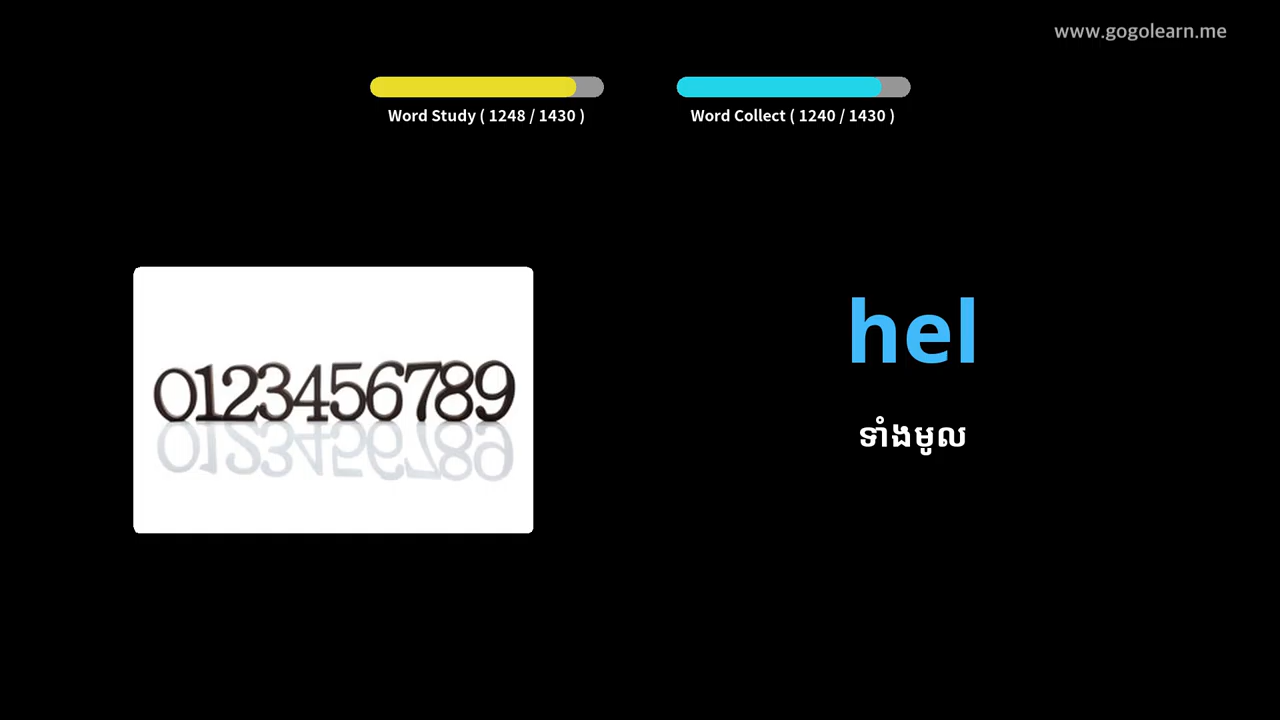 www.gogolearn.me
Word Study ( 1248 / 1430 )
Word Collect ( 1240 / 1430 )
0123456789
hel
ទាំងមូល